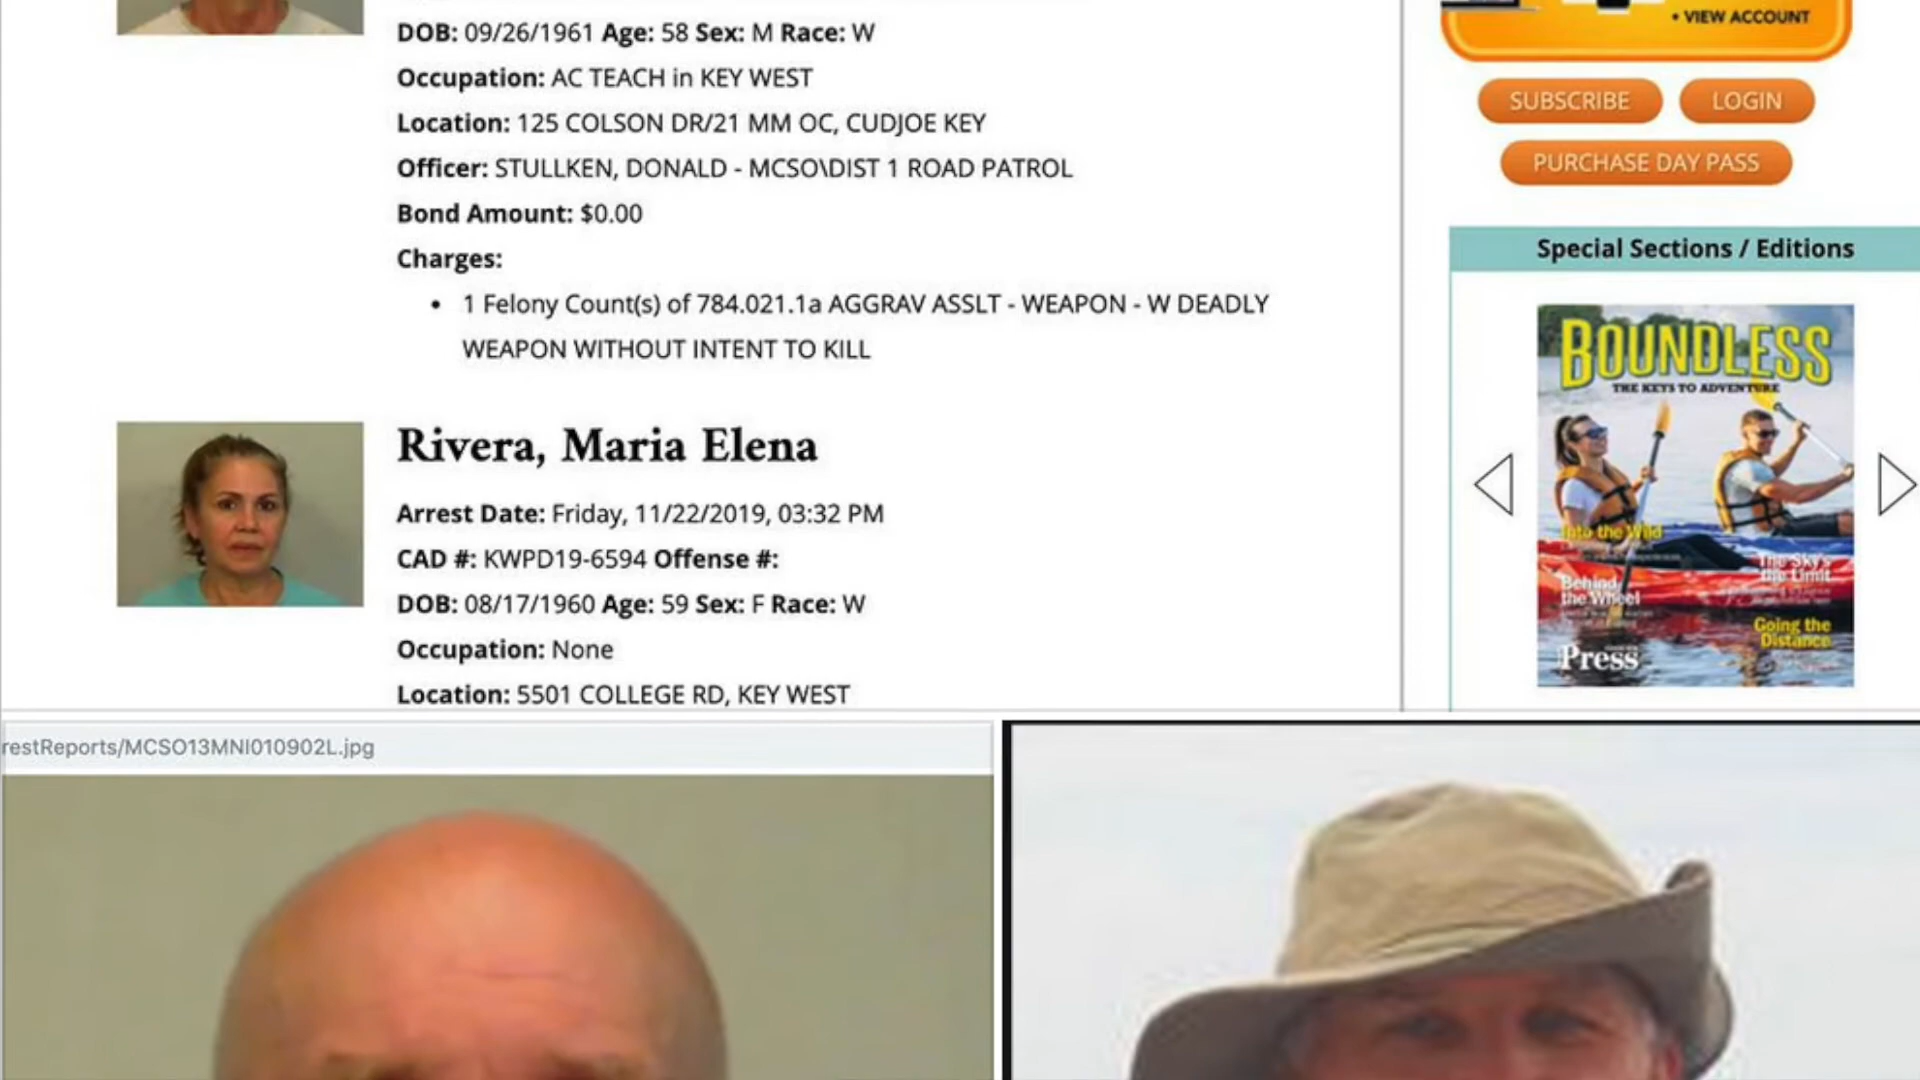 DOB: 09/26/1961 Age: 58 Sex: M Race: W
Occupation: AC TEACH in KEY WEST
Location: 125 COLSON DR/21 MM OC, CUDJOE KEY
Officer: STULLKEN, DONALD - MCSO\DIST 1 ROAD PATROL
Bond Amount: $0.00
Charges:
• 1 Felony Count(s) of 784.021.1a AGGRAV ASSLT - WEAPON - W DEADLY
WEAPON WITHOUT INTENT TO KILL
Rivera, Maria Elena
Arrest Date: Friday, 11/22/2019, 03:32 PM
CAD #: KWPD19-6594 Offense #:
DOB: 08/17/1960 Age: 59 Sex: F Race: W
Occupation: None
Location: 5501 COLLEGE RD, KEY WEST
• VIEW ACCOUNT
SUBSCRIBE
LOGIN
PURCHASE DAY PASS
Special Sections / Editions
BOUNDLESS
THE KEYS TO ADVENTURE
Into the Wild
The Sky's
the Limit
Behind
the Wheel
Going the
Distance
Press
restReports/MCSO13MNI010902L.jpg